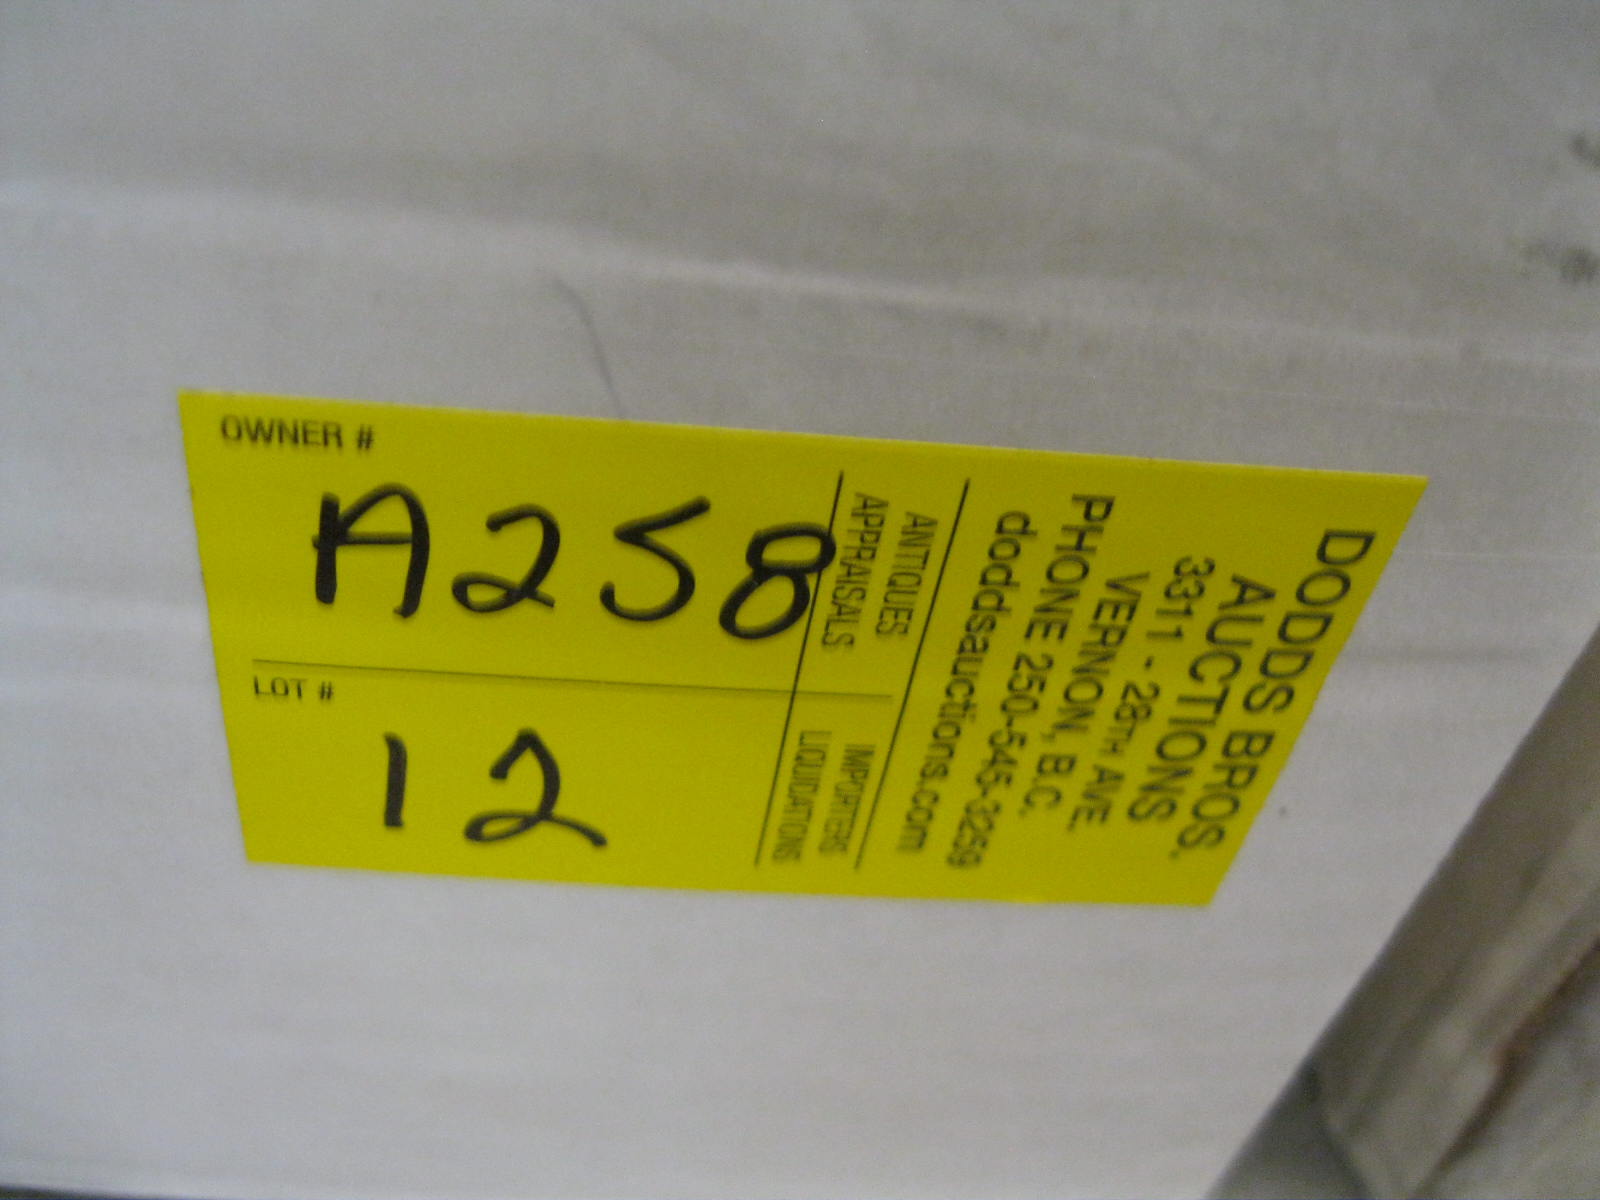 OWNER #
A258
LOT #
12
DODDS BROS.
AUCTIONS
3311 - 28TH AVE.
VERNON, B.C.
PHONE 250-545-3259
doddsauctions.com
ANTIQUES IMPORTERS
APPRAISALS LIQUIDATIONS